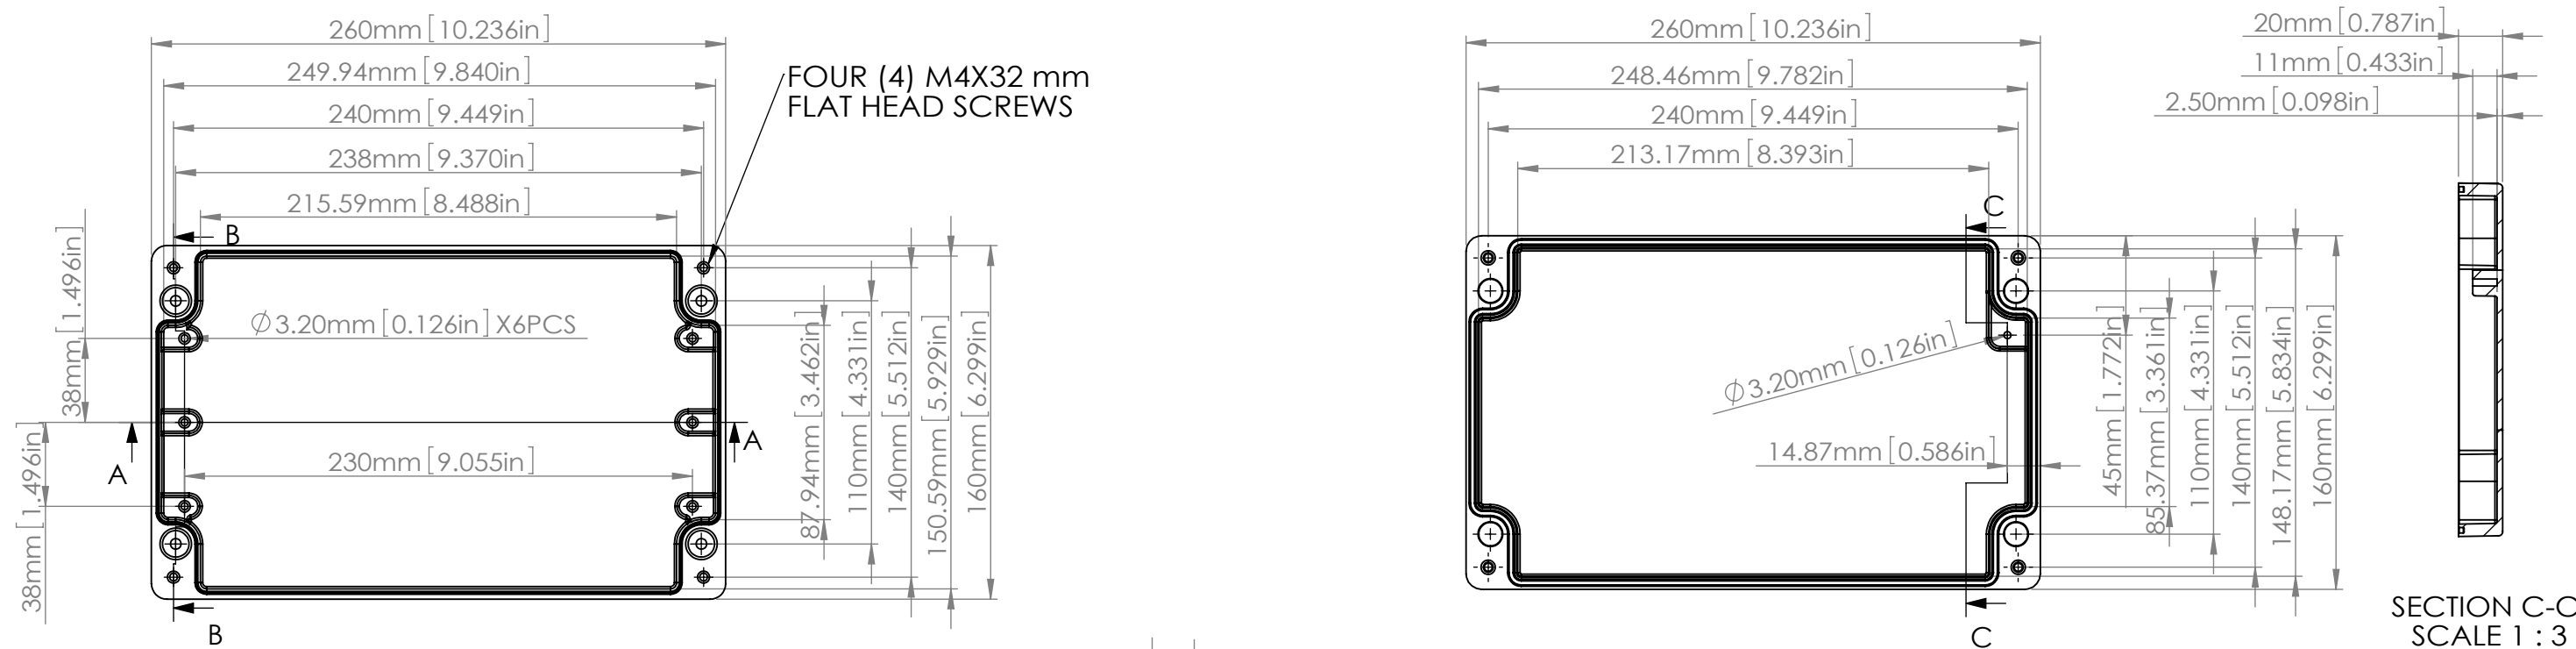 260mm[10.236in]
249.94mm[9.840in]
240mm[9.449in]
238mm[9.370in]
215.59mm[8.488in]
FOUR (4) M4X32 mm
FLAT HEAD SCREWS
B
38mm[1.496in]
38mm[1.496in]
∅3.20mm[0.126in]X6PCS
230mm[9.055in]
A
A
87.94mm[3.462in]
110mm[4.331in]
140mm[5.512in]
150.59mm[5.929in]
160mm[6.299in]
B
260mm[10.236in]
248.46mm[9.782in]
240mm[9.449in]
213.17mm[8.393in]
C
∅3.20mm[0.126in]
14.87mm[0.586in]
45mm[1.772in]
85.37mm[3.361in]
110mm[4.331in]
140mm[5.512in]
148.17mm[5.834in]
160mm[6.299in]
C
20mm[0.787in]
11mm[0.433in]
2.50mm[0.098in]
SECTION C-C
SCALE 1 : 3